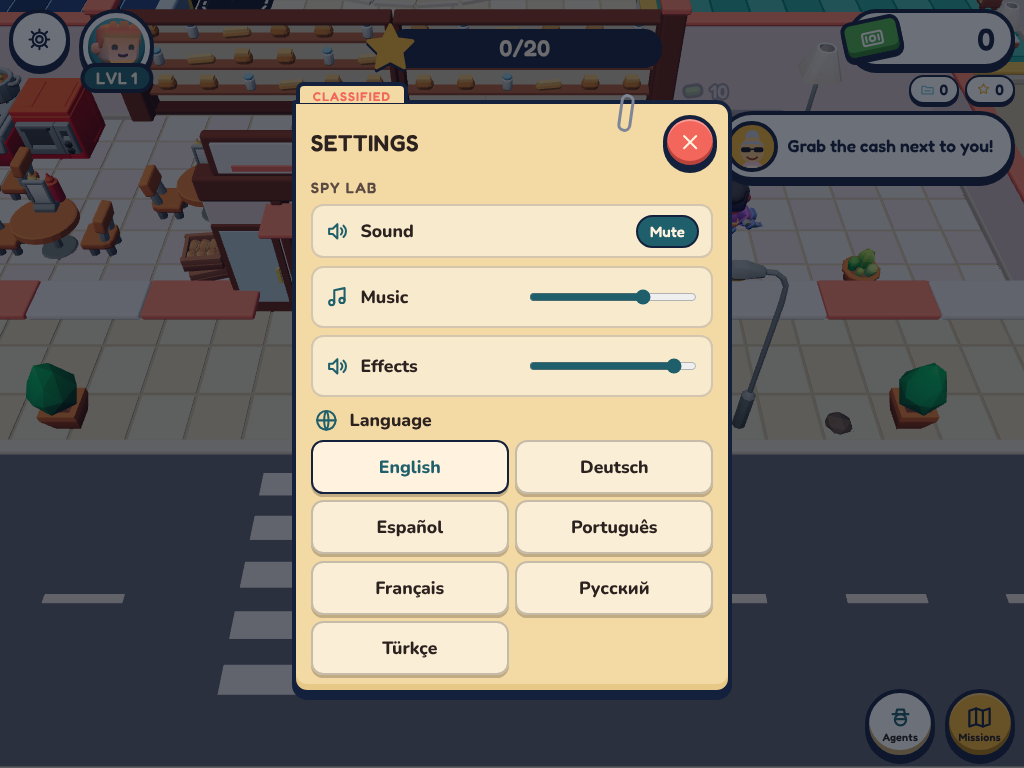 0/20
0
LVL 1
10
0
0
CLASSIFIED
SETTINGS
Grab the cash next to you!
SPY LAB
Sound
Mute
Music
Effects
Language
English
Deutsch
Español
Português
Français
Русский
Türkçe
Agents
Missions